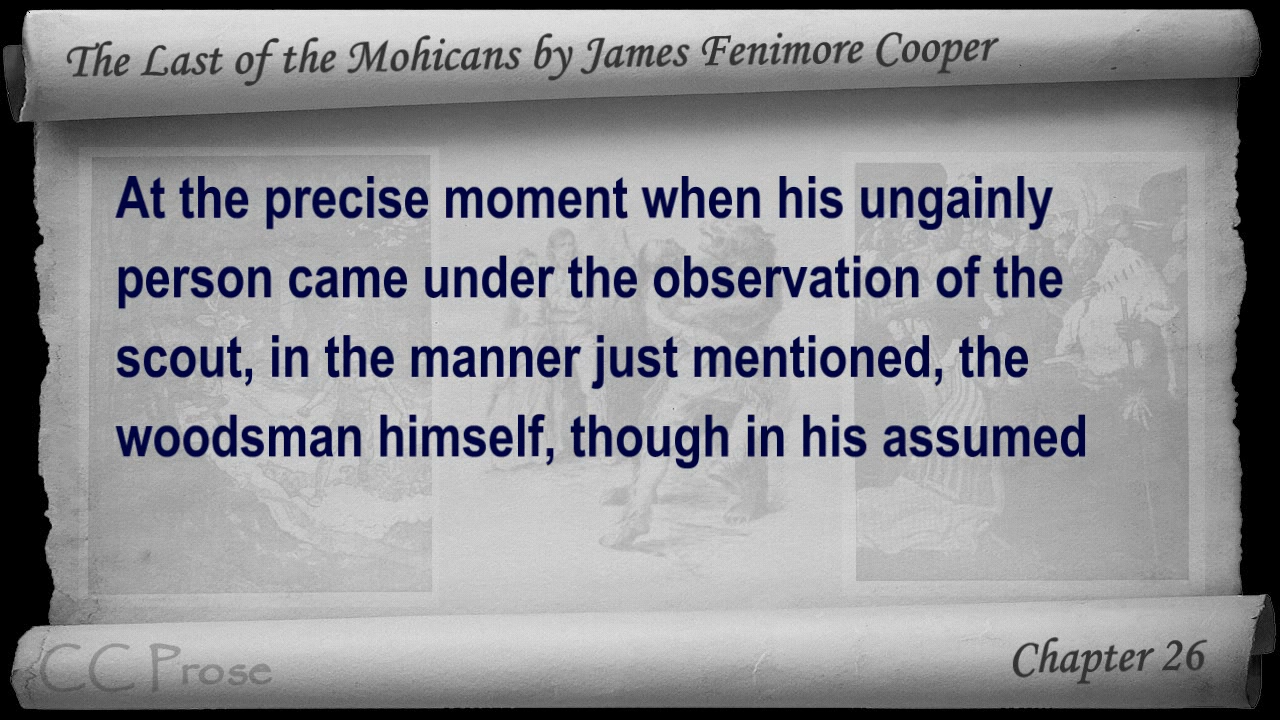 The Last of the Mohicans by James Fenimore Cooper
At the precise moment when his ungainly
person came under the observation of the
scout, in the manner just mentioned, the
woodsman himself, though in his assumed
CC Prose
Chapter 26